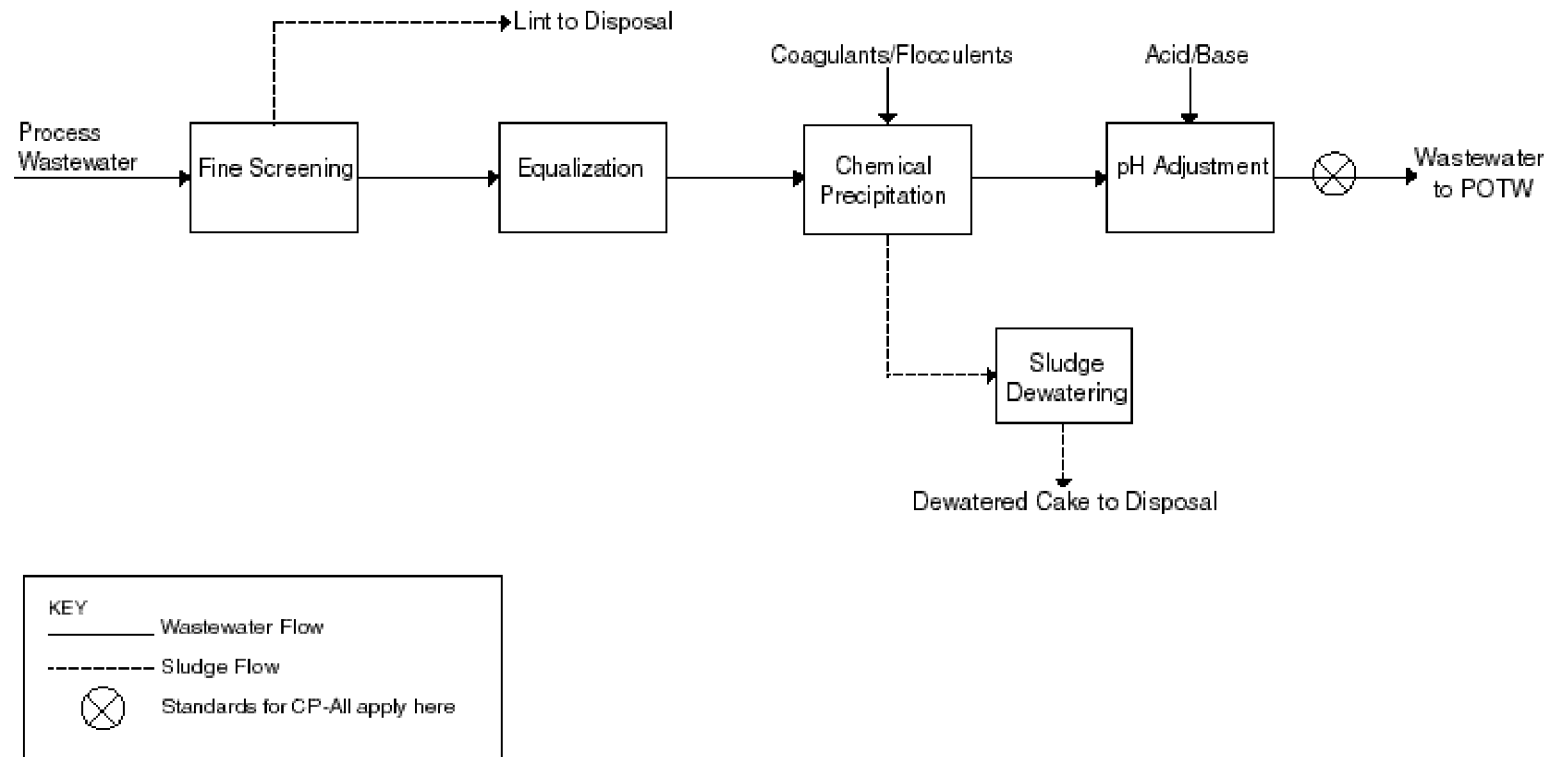 Lint to Disposal
Coagulants/Flocculents
Acid/Base
Process
Wastewater
Fine Screening
Equalization
Chemical
Precipitation
pH Adjustment
Wastewater
to POTW
Sludge
Dewatering
Dewatered Cake to Disposal
KEY
Wastewater Flow
Sludge Flow
Standards for CP-All apply here